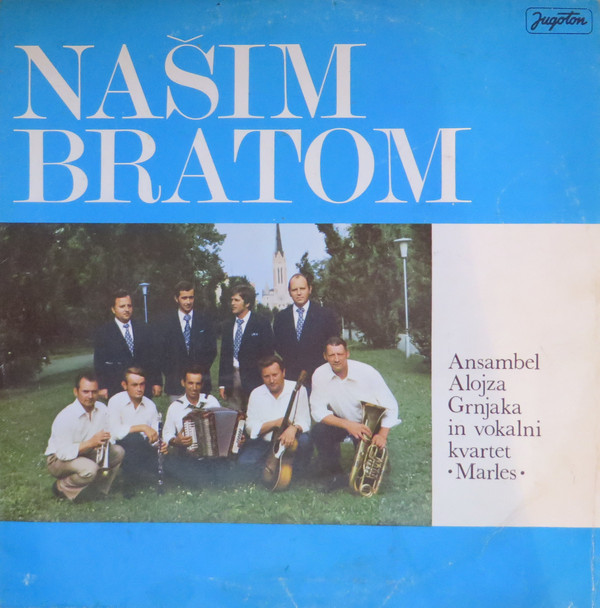 Jugoton
NAŠIM
BRATOM
Ansambel
Alojza
Grnjaka
in vokalni
kvartet
•Marles•